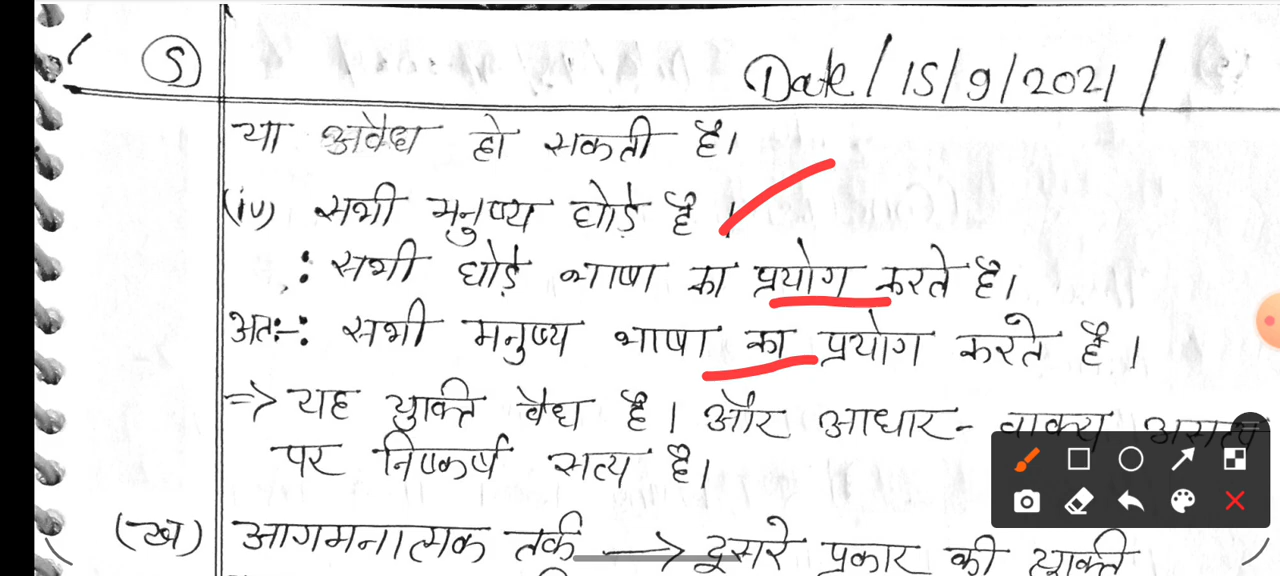 (5) Date / 15/9/2021 /
या अवैध हो सकती है।
(iv) सभी मनुष्य घोड़े है।
: सभी घोड़े भाषा का प्रयोग करते है।
अतः-: सभी मनुष्य भाषा का प्रयोग करते है।
=> यह युक्ति वैध है। और आधार- वाक्य असत्य
पर निष्कर्ष सत्य है।
(ख) आगमनात्मक तर्क —> दूसरे प्रकार की युक्ति